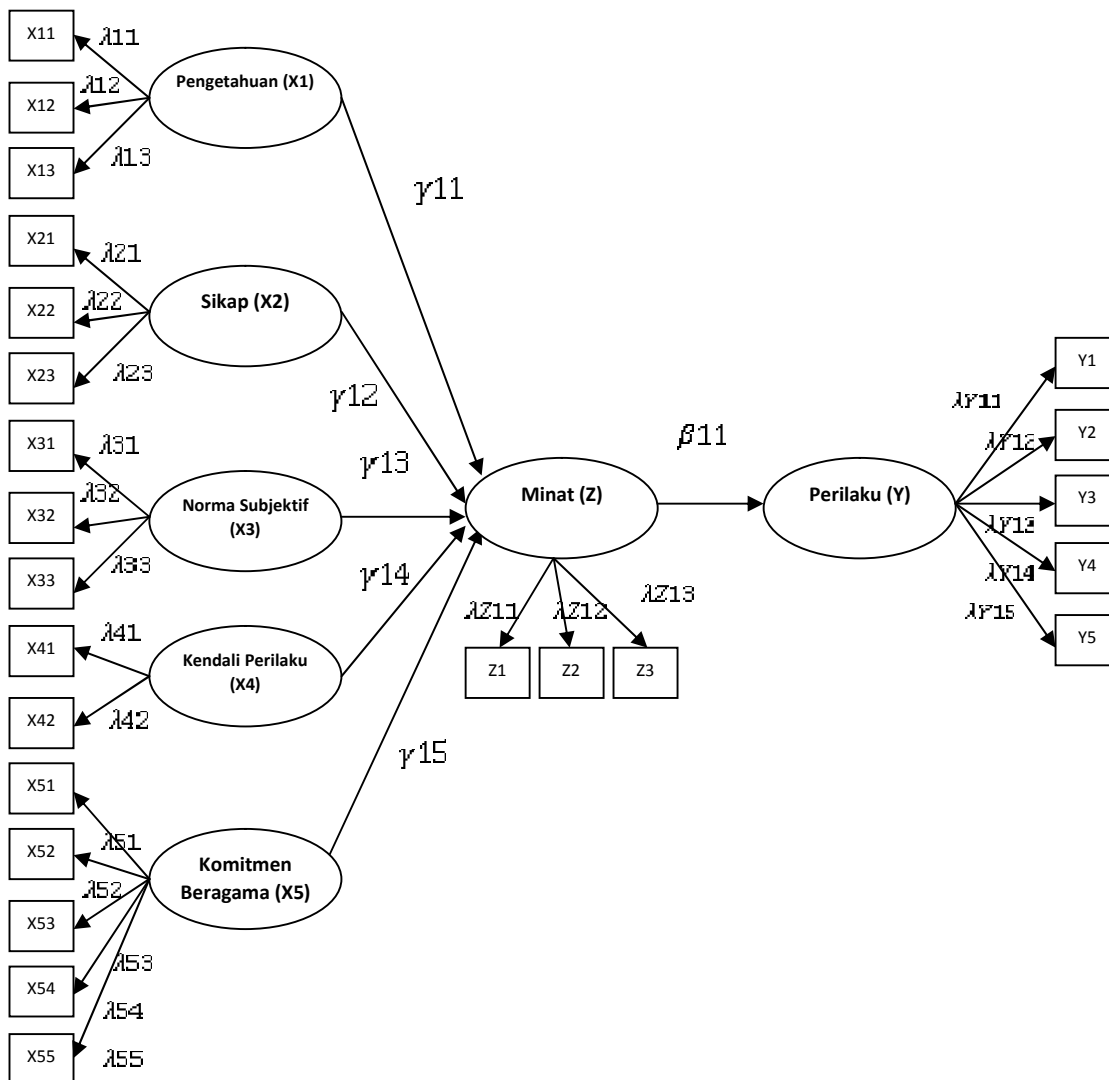 X11
λ11
X12
λ12
X13
λ13
Pengetahuan (X1)
γ11
X21
λ21
X22
λ22
X23
λ23
Sikap (X2)
γ12
X31
λ31
X32
λ32
X33
λ33
Norma Subjektif
(X3)
γ13
X41
λ41
X42
λ42
Kendali Perilaku
(X4)
γ14
X51
λ51
X52
λ52
X53
λ53
X54
λ54
X55
λ55
Komitmen
Beragama (X5)
γ15
Minat (Z)
λZ11
λZ12
λZ13
Z1
Z2
Z3
β11
Perilaku (Y)
λY11
λY12
λY13
λY14
λY15
Y1
Y2
Y3
Y4
Y5